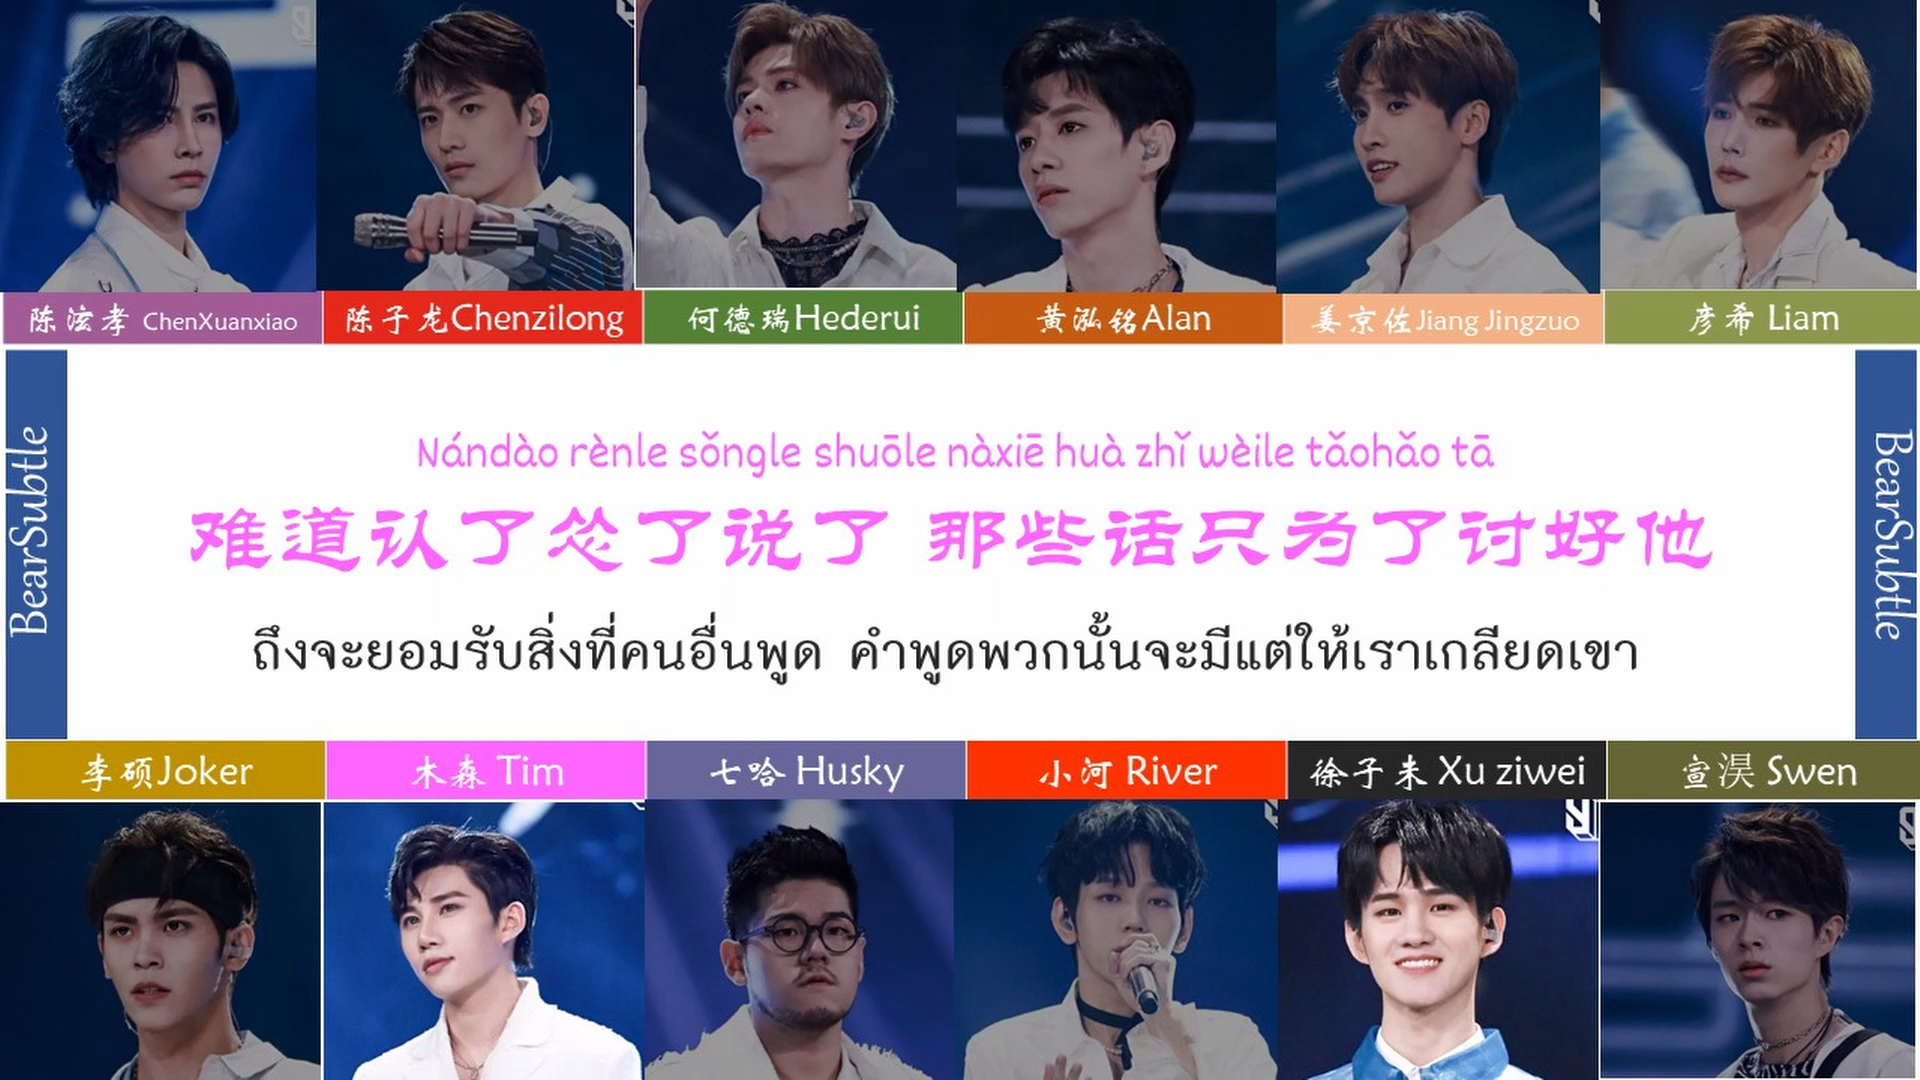 陈泫孝 ChenXuanxiao
陈子龙Chenzilong
何德瑞Hederui
黄泓铭Alan
姜京佐Jiang Jingzuo
彦希 Liam
BearSubtle
Nándào rènle sǒngle shuōle nàxiē huà zhǐ wèile tǎohǎo tā
难道认了怂了说了 那些话只为了讨好他
ถึงจะยอมรับสิ่งที่คนอื่นพูด คำพูดพวกนั้นจะมีแต่ให้เราเกลียดเขา
BearSubtle
李硕Joker
木森 Tim
七哈 Husky
小河 River
徐子未 Xu ziwei
宣淏 Swen